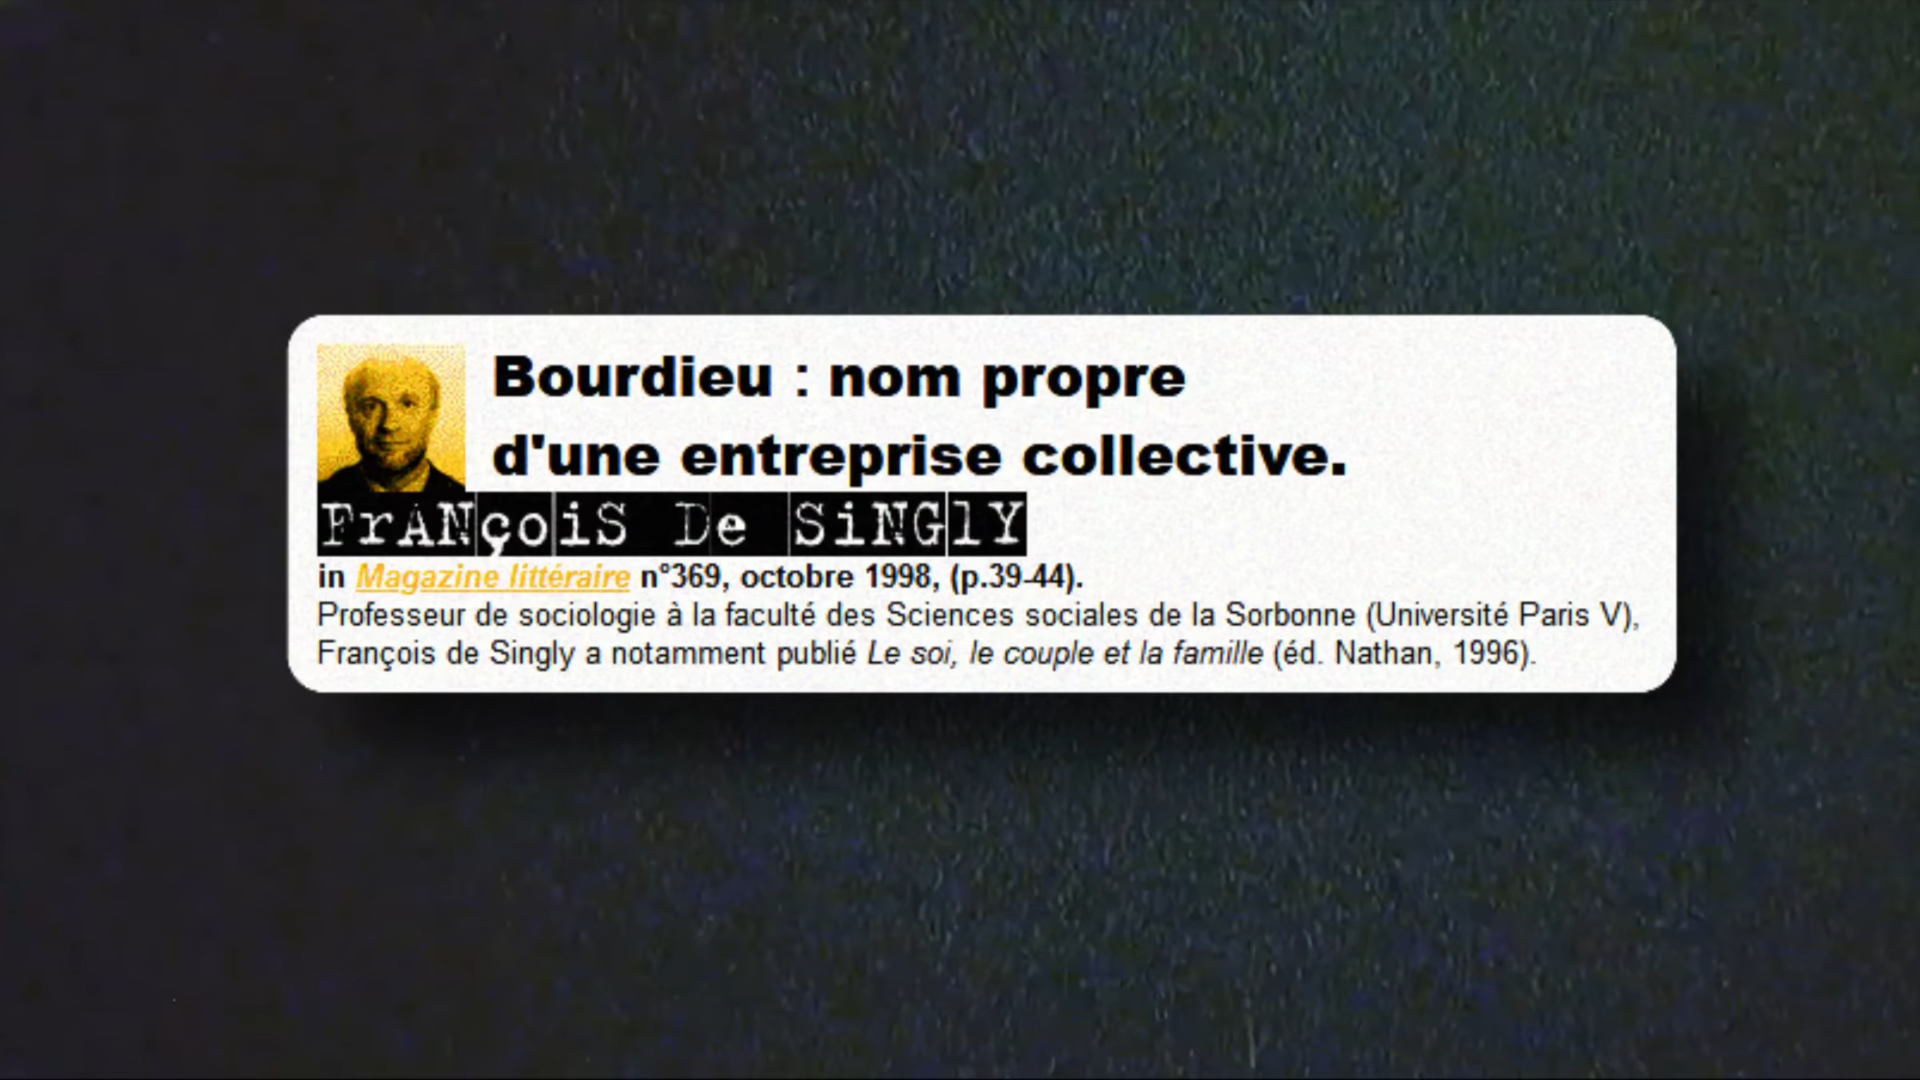 Bourdieu : nom propre
d'une entreprise collective.
FrANçoiS De SiNGlY
in Magazine littéraire n°369, octobre 1998, (p.39-44).
Professeur de sociologie à la faculté des Sciences sociales de la Sorbonne (Université Paris V),
François de Singly a notamment publié Le soi, le couple et la famille (éd. Nathan, 1996).